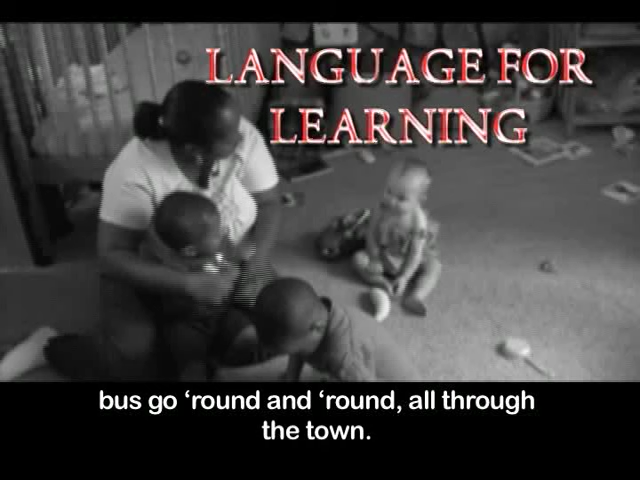 LANGUAGE FOR
LEARNING
bus go ‘round and ‘round, all through
the town.